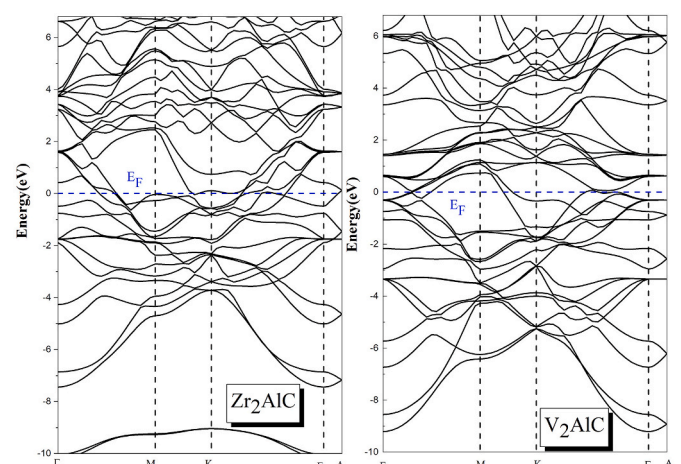 Energy(eV)
6
4
2
0
-2
-4
-6
-8
-10
E_F
Zr2AlC
Γ M K Γ A
Energy(eV)
6
4
2
0
-2
-4
-6
-8
-10
E_F
V2AlC
M K A